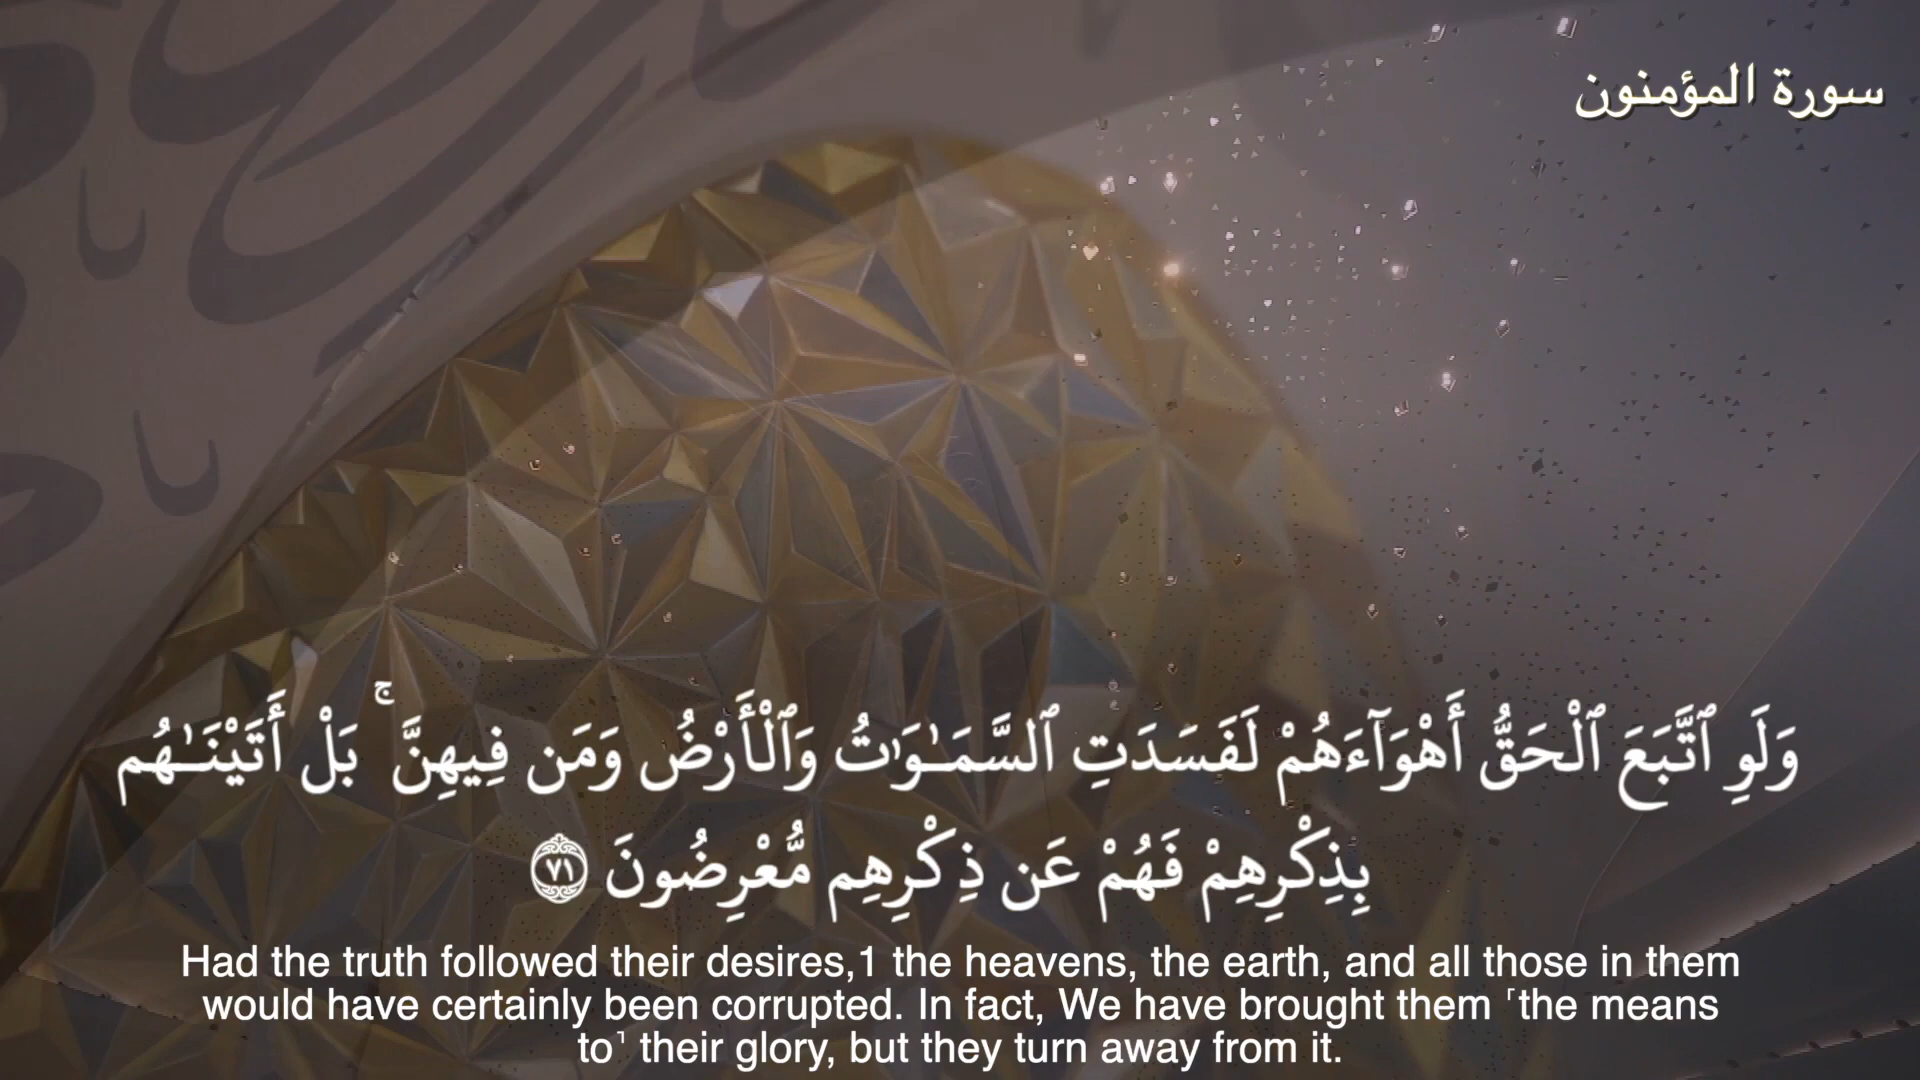 سورة المؤمنون
وَلَوِ ٱتَّبَعَ ٱلْحَقُّ أَهْوَآءَهُمْ لَفَسَدَتِ ٱلسَّمَـٰوَٰتُ وَٱلْأَرْضُ وَمَن فِيهِنَّ ۚ بَلْ أَتَيْنَـٰهُم
بِذِكْرِهِمْ فَهُمْ عَن ذِكْرِهِم مُّعْرِضُونَ ٧١
Had the truth followed their desires,1 the heavens, the earth, and all those in them
would have certainly been corrupted. In fact, We have brought them ˹the means
to˺ their glory, but they turn away from it.